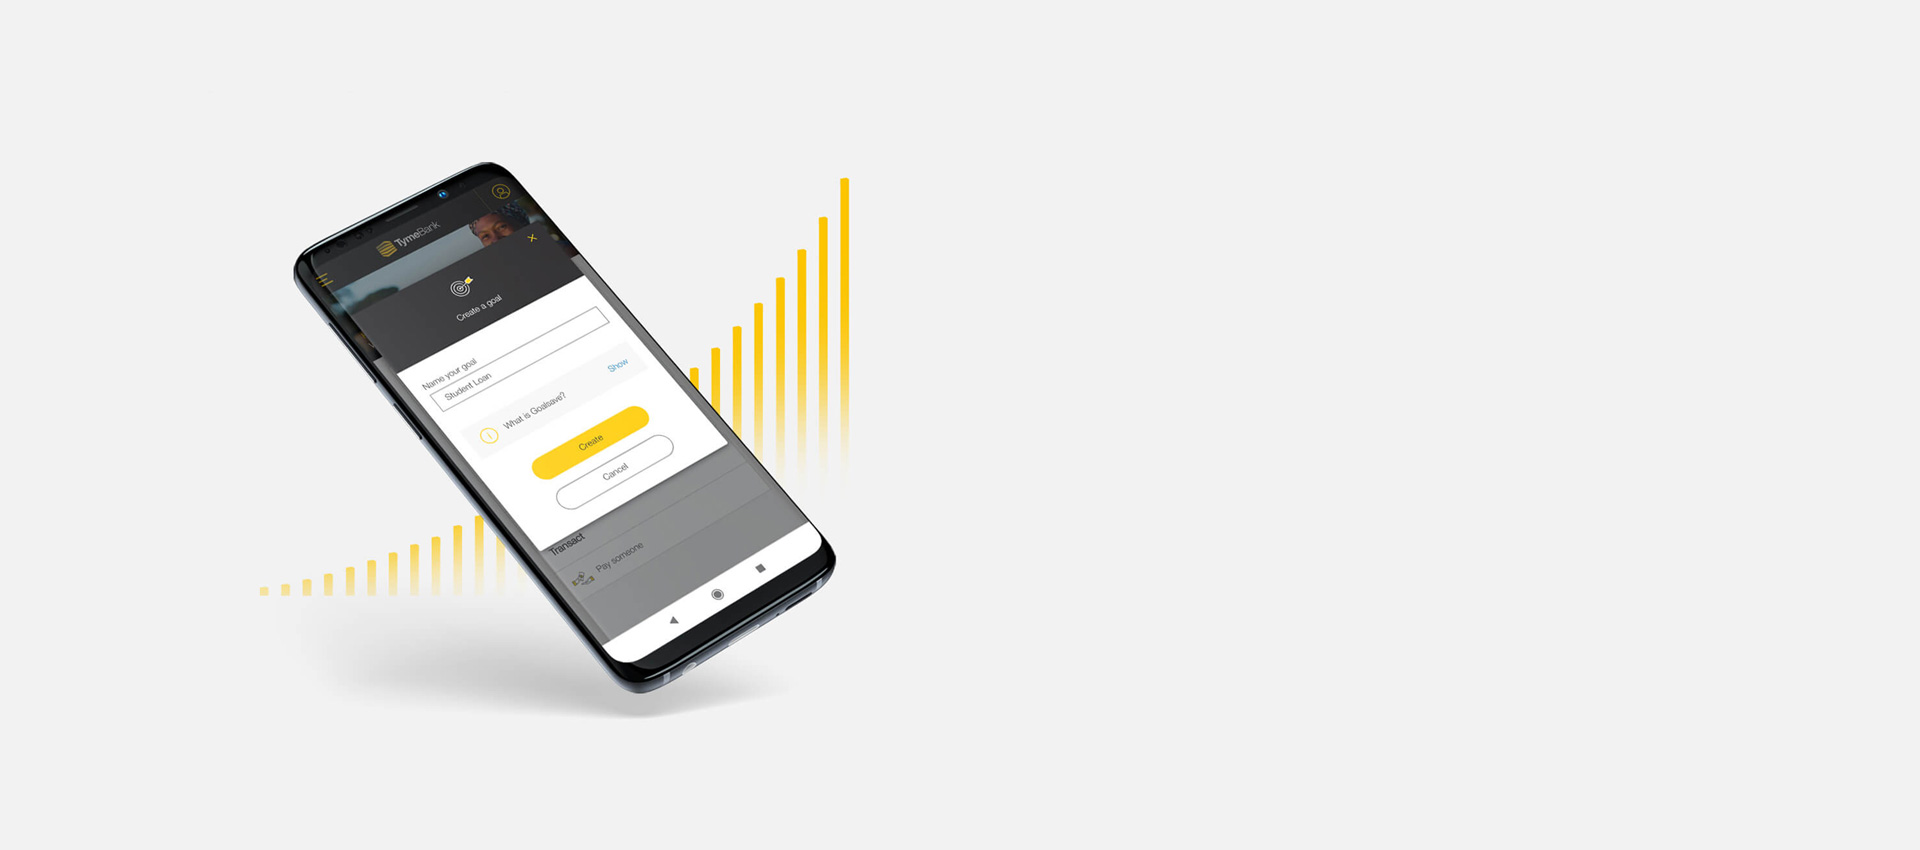 TymeBank
Create a goal
Name your goal
Student Loan
What is Goalsave?
Show
Create
Cancel
Transact
Pay someone